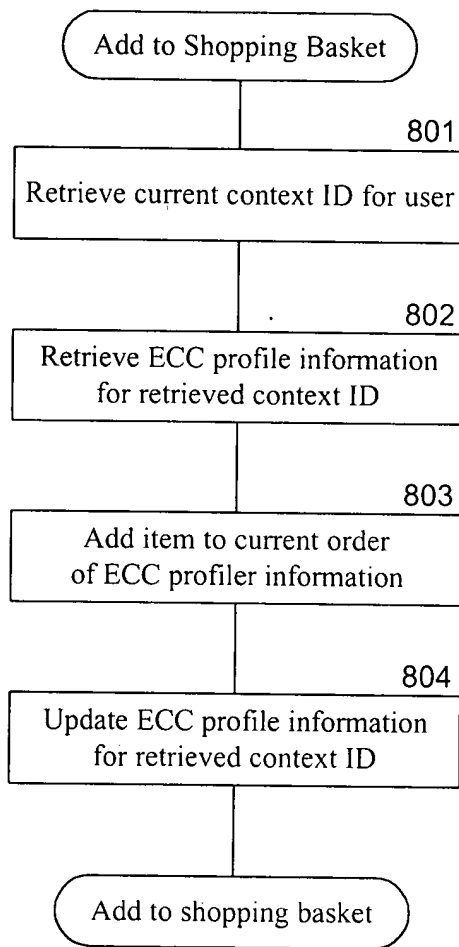 Add to Shopping Basket
801
Retrieve current context ID for user
802
Retrieve ECC profile information
for retrieved context ID
803
Add item to current order
of ECC profiler information
804
Update ECC profile information
for retrieved context ID
Add to shopping basket